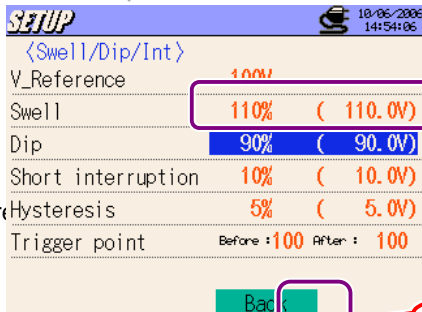 SETUP 10/06/2006
14:54:06
〈Swell/Dip/Int〉
V_Reference 100V
Swell 110% ( 110.0V)
Dip 90% ( 90.0V)
Short interruption 10% ( 10.0V)
Hysteresis 5% ( 5.0V)
Trigger point Before :100 After : 100
Back